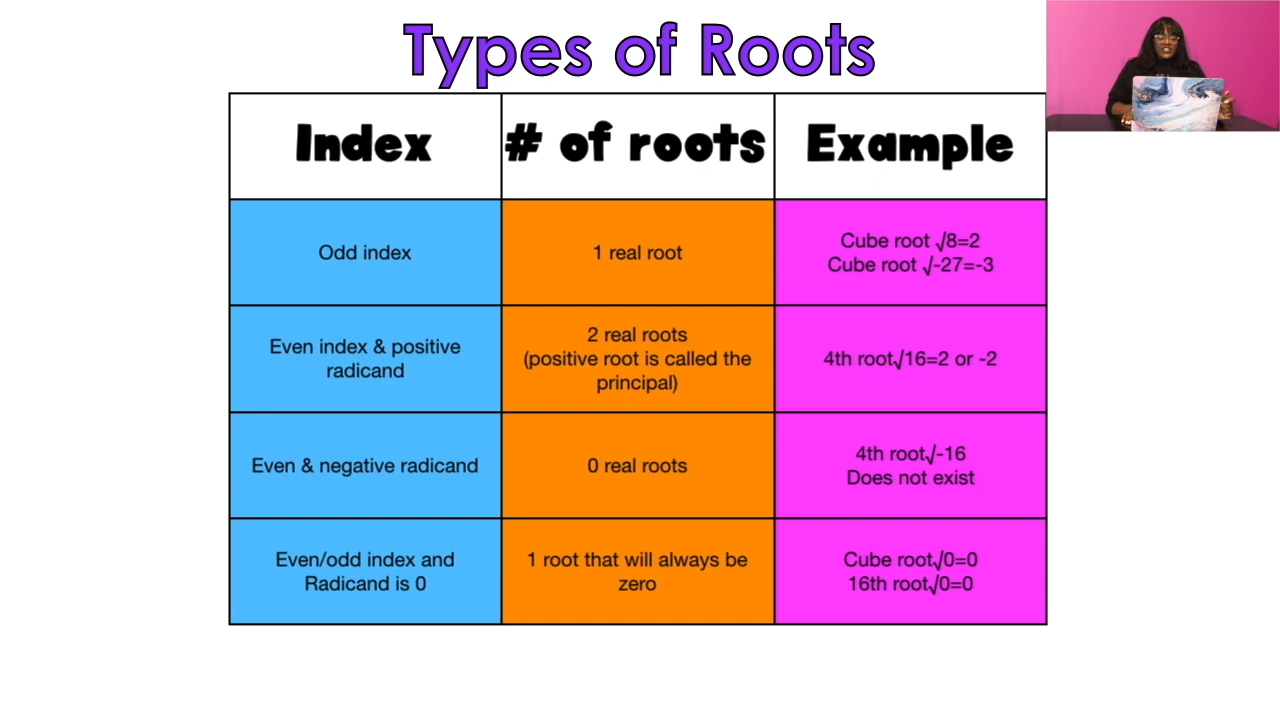 Types of Roots
Index
# of roots
Example
Odd index
1 real root
Cube root √8=2
Cube root √-27=-3
Even index & positive
radicand
2 real roots
(positive root is called the
principal)
4th root√16=2 or -2
Even & negative radicand
0 real roots
4th root√-16
Does not exist
Even/odd index and
Radicand is 0
1 root that will always be
zero
Cube root√0=0
16th root√0=0